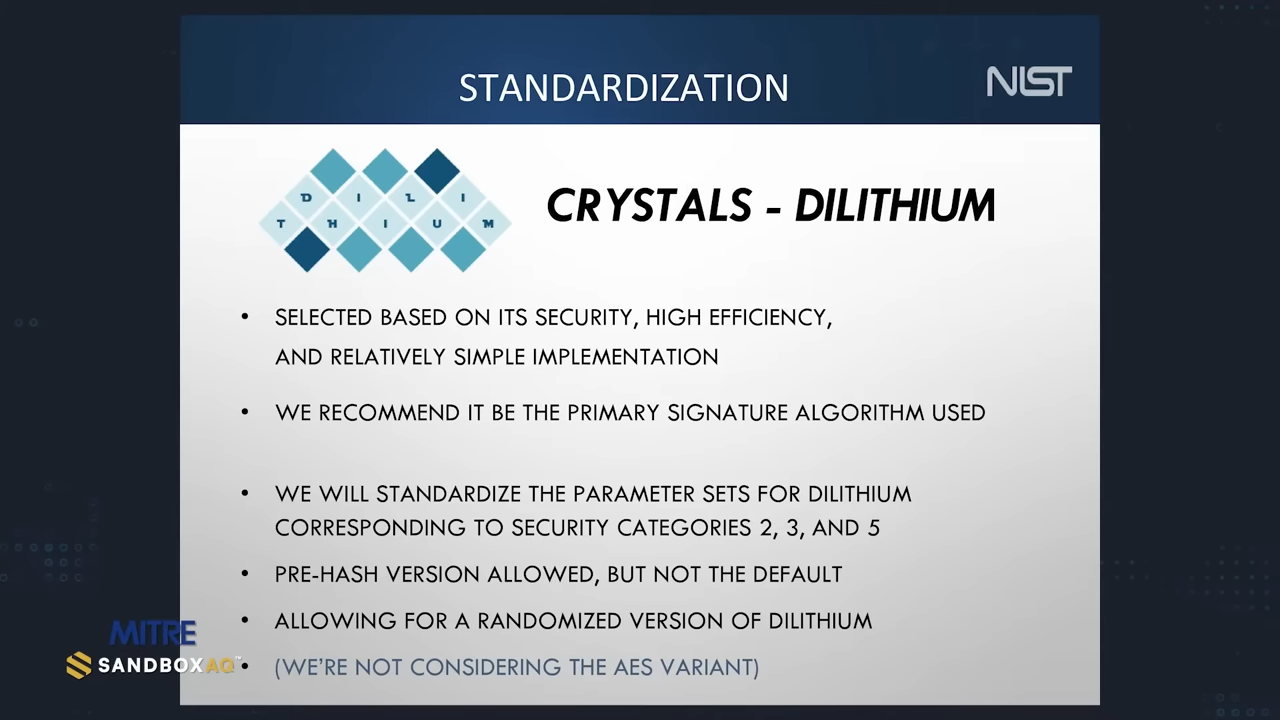 STANDARDIZATION
NIST
D I L I
T H I U M
CRYSTALS - DILITHIUM
• SELECTED BASED ON ITS SECURITY, HIGH EFFICIENCY,
AND RELATIVELY SIMPLE IMPLEMENTATION
• WE RECOMMEND IT BE THE PRIMARY SIGNATURE ALGORITHM USED
• WE WILL STANDARDIZE THE PARAMETER SETS FOR DILITHIUM
CORRESPONDING TO SECURITY CATEGORIES 2, 3, AND 5
• PRE-HASH VERSION ALLOWED, BUT NOT THE DEFAULT
• ALLOWING FOR A RANDOMIZED VERSION OF DILITHIUM
• (WE'RE NOT CONSIDERING THE AES VARIANT)
MITRE
SANDBOXAQ™